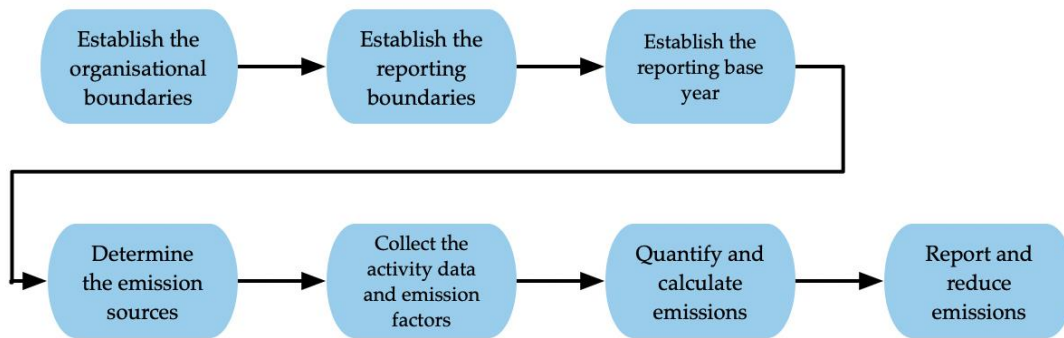 Establish the
organisational
boundaries
Establish the
reporting
boundaries
Establish the
reporting base
year
Determine
the emission
sources
Collect the
activity data
and emission
factors
Quantify and
calculate
emissions
Report and
reduce
emissions